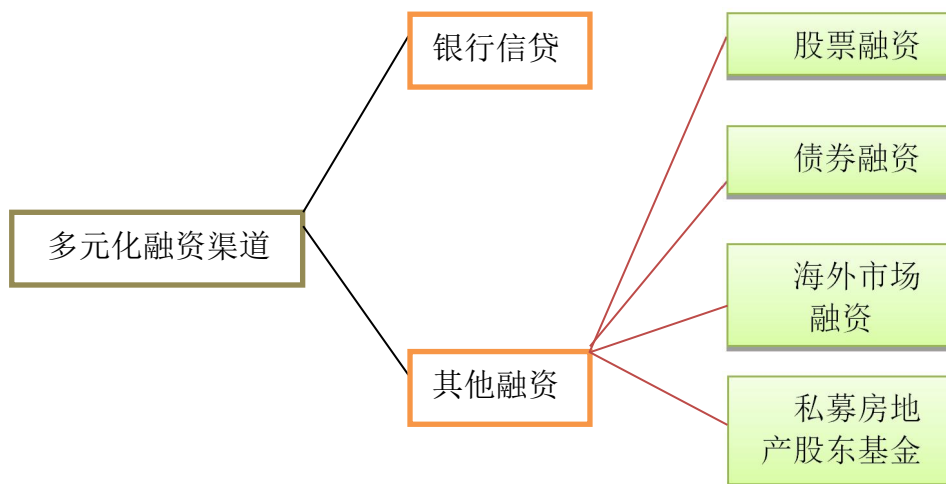 多元化融资渠道
银行信贷
其他融资
股票融资
债券融资
海外市场
融资
私募房地
产股东基金